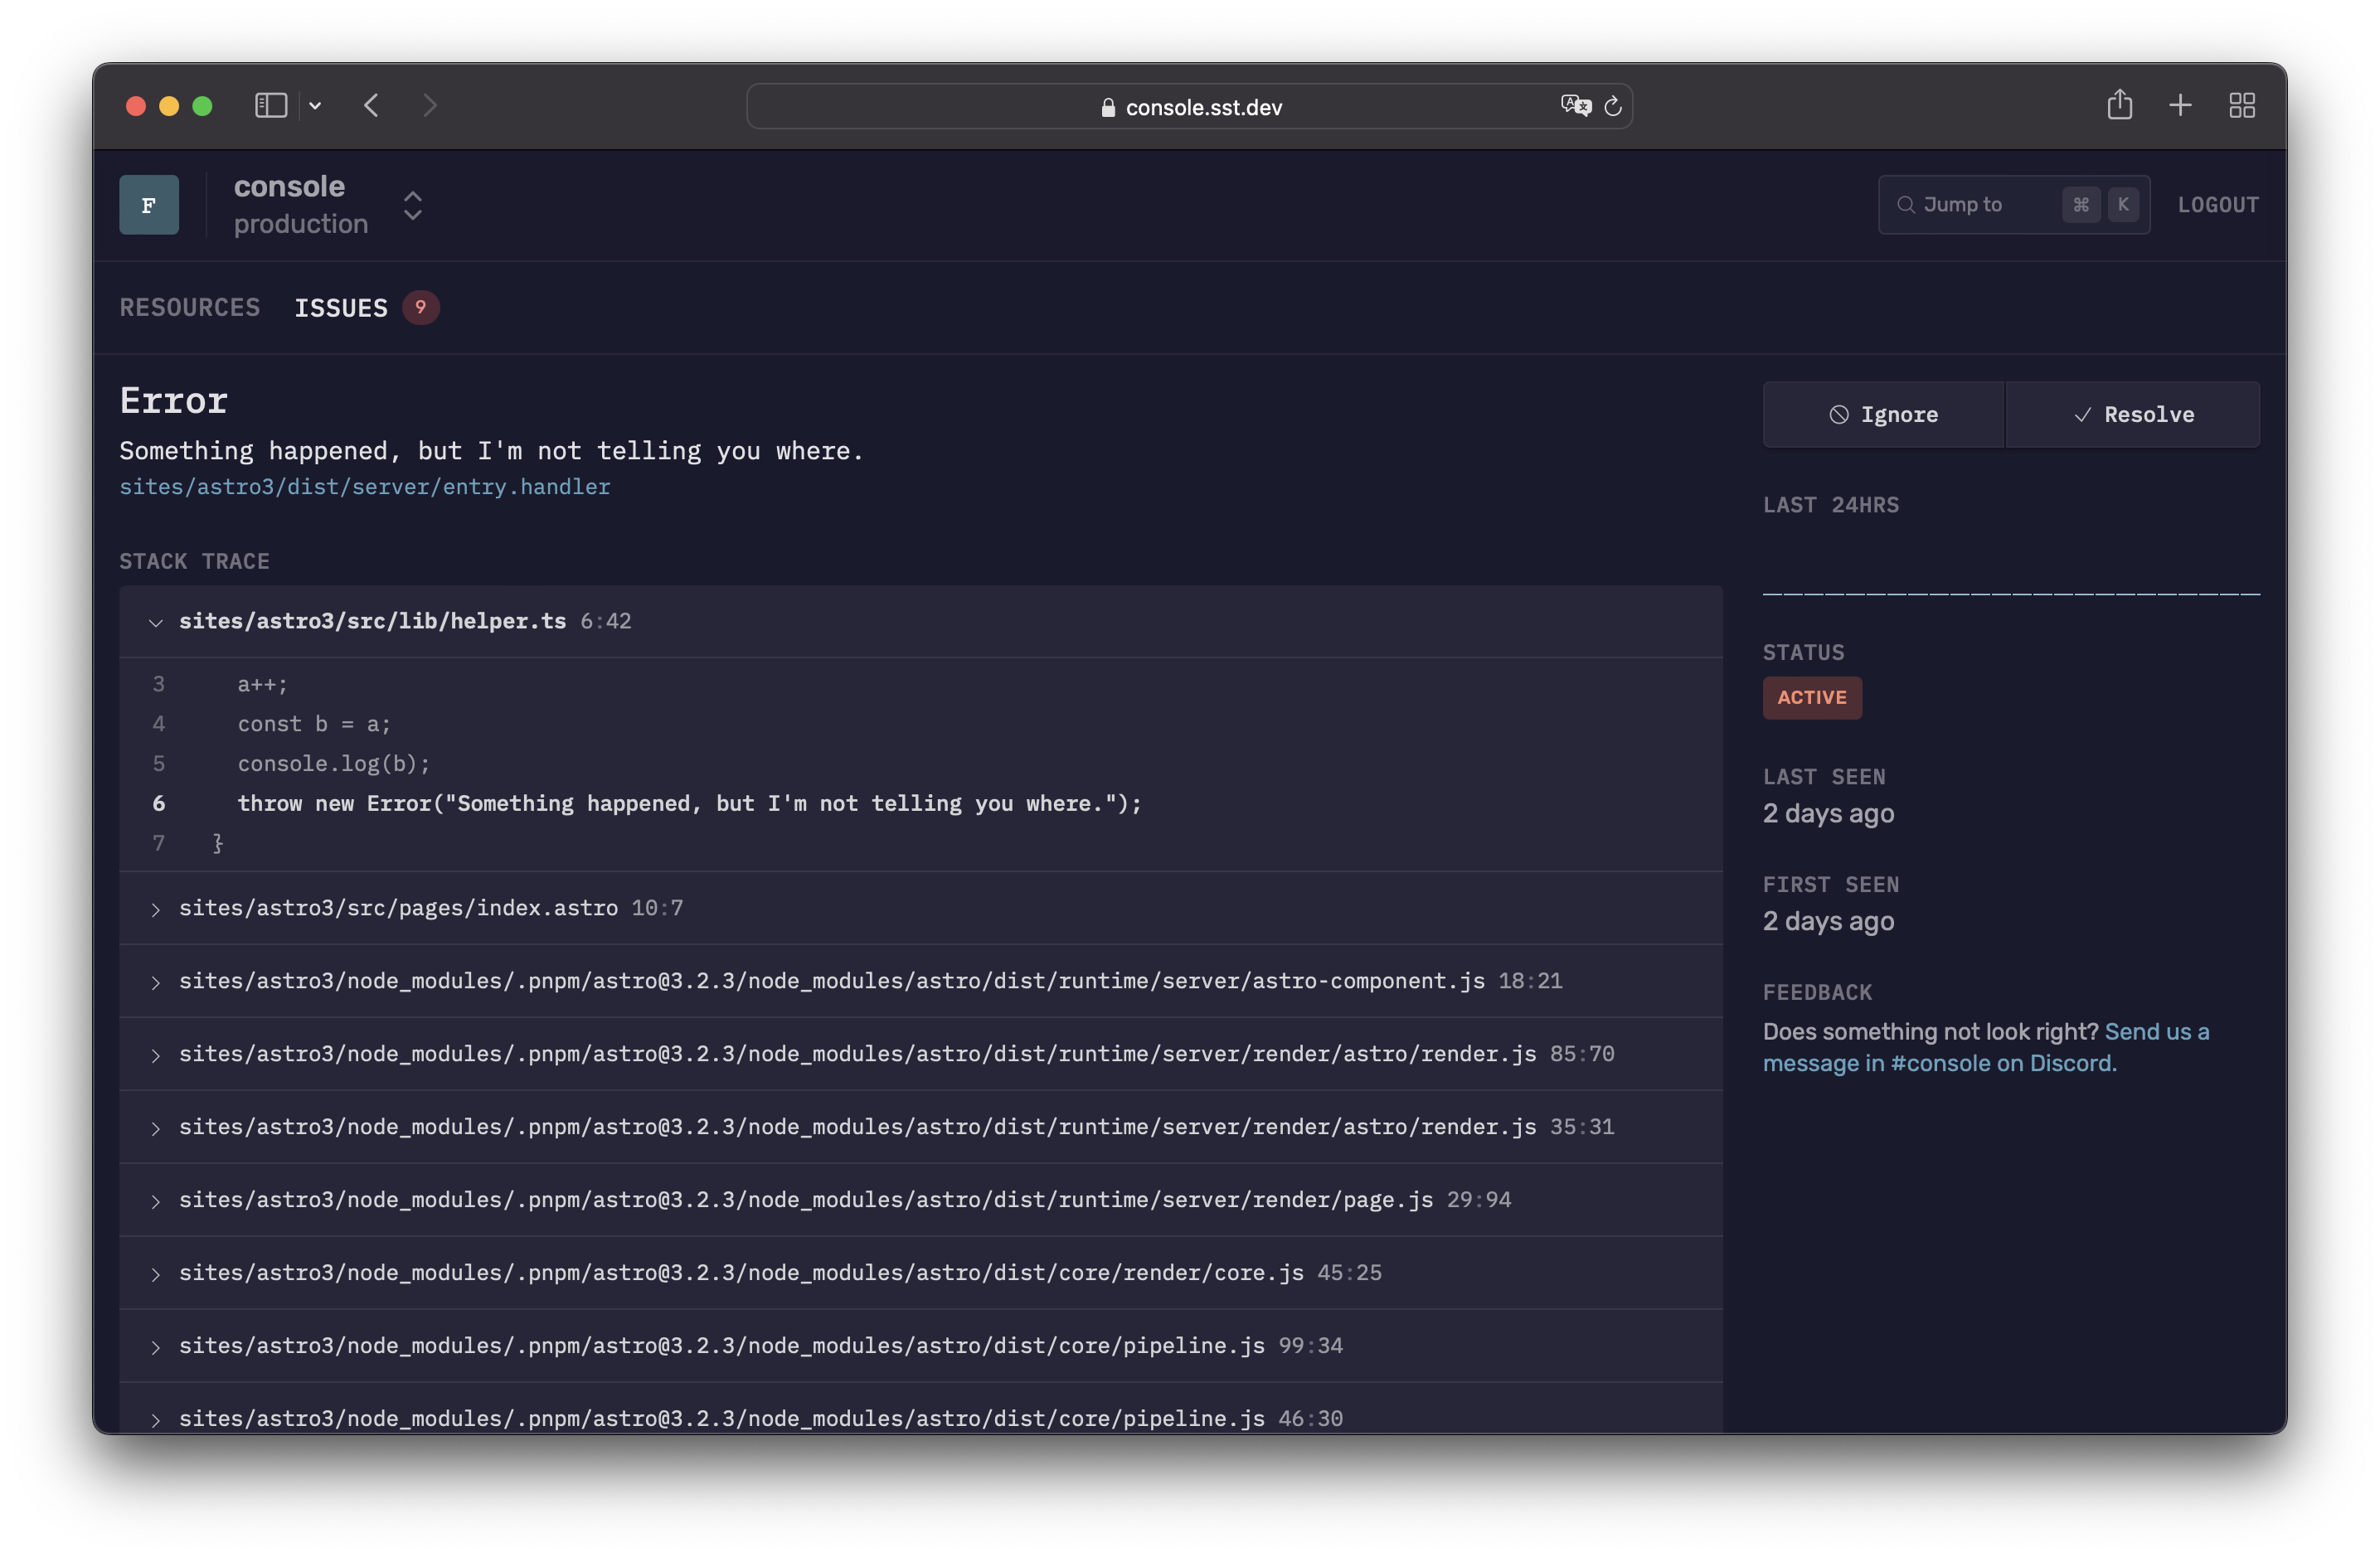 console.sst.dev
F
console
production
Jump to
⌘ K
LOGOUT
RESOURCES
ISSUES 9
Error
Something happened, but I'm not telling you where.
sites/astro3/dist/server/entry.handler
STACK TRACE
sites/astro3/src/lib/helper.ts 6:42
3 a++;
4 const b = a;
5 console.log(b);
6 throw new Error("Something happened, but I'm not telling you where.");
7 }
sites/astro3/src/pages/index.astro 10:7
sites/astro3/node_modules/.pnpm/astro@3.2.3/node_modules/astro/dist/runtime/server/astro-component.js 18:21
sites/astro3/node_modules/.pnpm/astro@3.2.3/node_modules/astro/dist/runtime/server/render/astro/render.js 85:70
sites/astro3/node_modules/.pnpm/astro@3.2.3/node_modules/astro/dist/runtime/server/render/astro/render.js 35:31
sites/astro3/node_modules/.pnpm/astro@3.2.3/node_modules/astro/dist/runtime/server/render/page.js 29:94
sites/astro3/node_modules/.pnpm/astro@3.2.3/node_modules/astro/dist/core/render/core.js 45:25
sites/astro3/node_modules/.pnpm/astro@3.2.3/node_modules/astro/dist/core/pipeline.js 99:34
sites/astro3/node_modules/.pnpm/astro@3.2.3/node_modules/astro/dist/core/pipeline.js 46:30
Ignore
Resolve
LAST 24HRS
STATUS
ACTIVE
LAST SEEN
2 days ago
FIRST SEEN
2 days ago
FEEDBACK
Does something not look right? Send us a
message in #console on Discord.